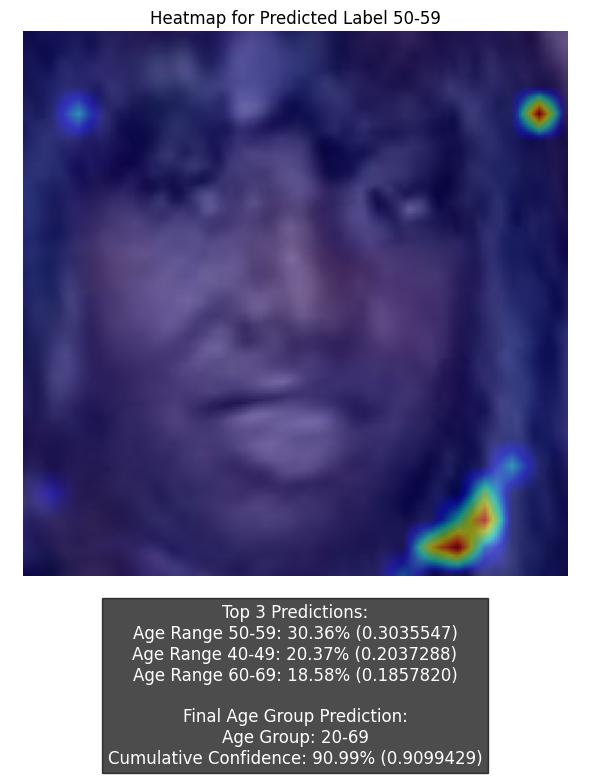 Heatmap for Predicted Label 50-59
Top 3 Predictions:
Age Range 50-59: 30.36% (0.3035547)
Age Range 40-49: 20.37% (0.2037288)
Age Range 60-69: 18.58% (0.1857820)
Final Age Group Prediction:
Age Group: 20-69
Cumulative Confidence: 90.99% (0.9099429)